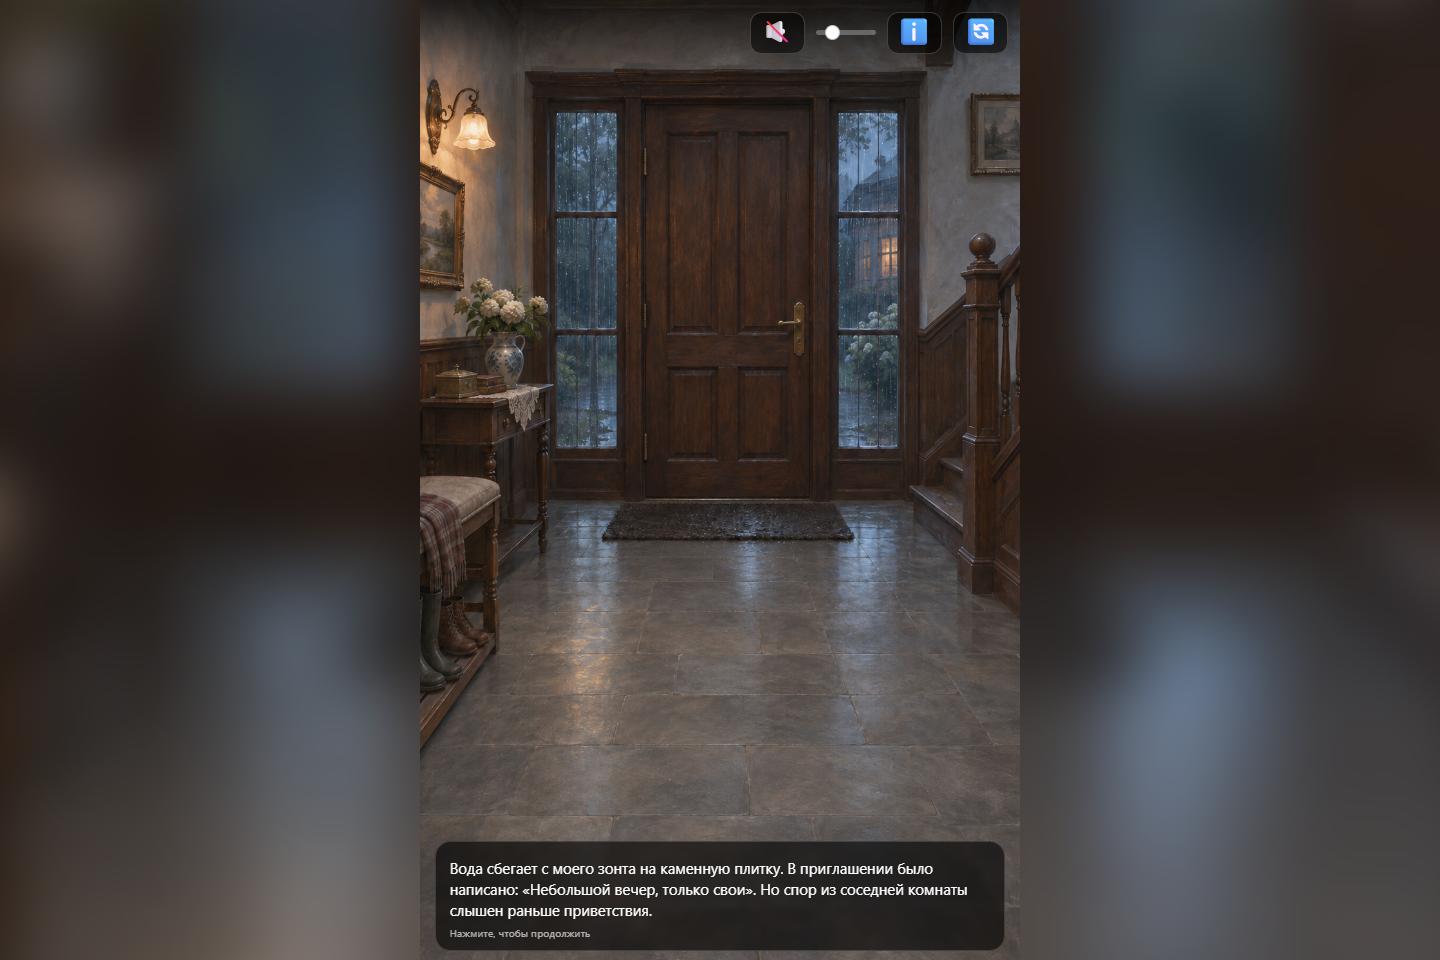 Вода сбегает с моего зонта на каменную плитку. В приглашении было
написано: «Небольшой вечер, только свои». Но спор из соседней комнаты
слышен раньше приветствия.
Нажмите, чтобы продолжить